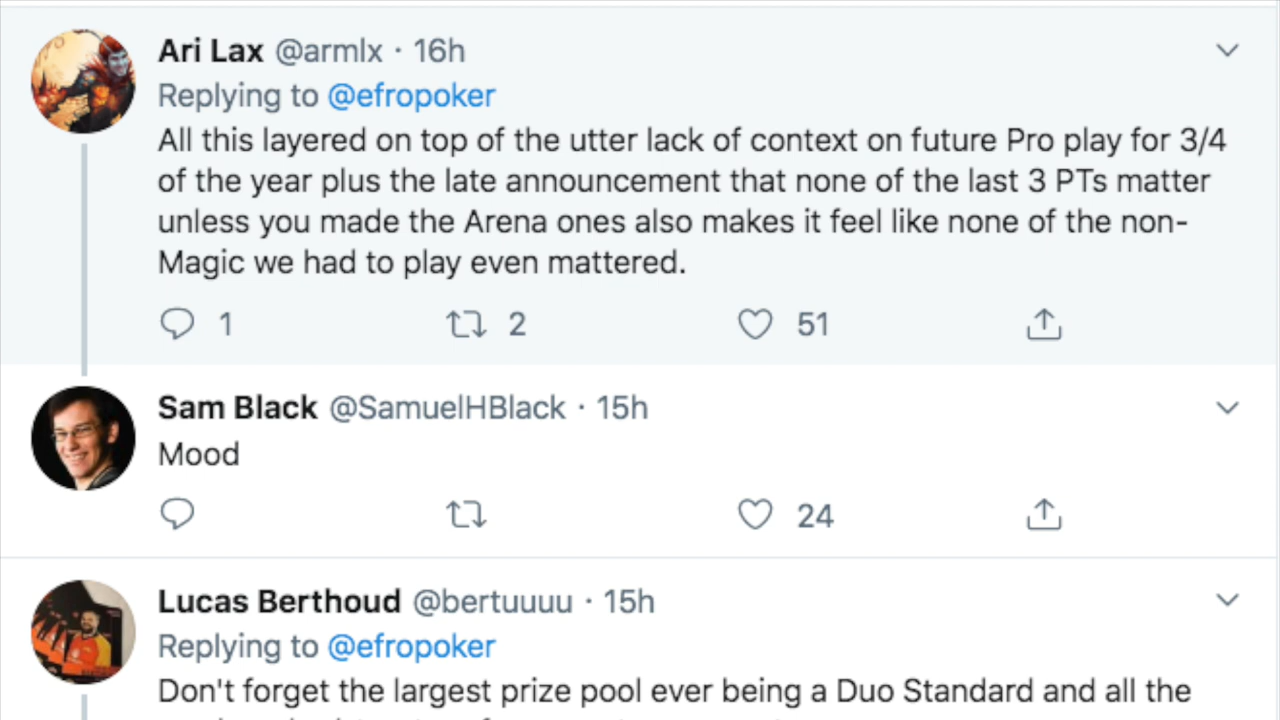 Ari Lax @armlx · 16h
Replying to @efropoker
All this layered on top of the utter lack of context on future Pro play for 3/4
of the year plus the late announcement that none of the last 3 PTs matter
unless you made the Arena ones also makes it feel like none of the non-
Magic we had to play even mattered.
1 2 51
Sam Black @SamuelHBlack · 15h
Mood
24
Lucas Berthoud @bertuuuu · 15h
Replying to @efropoker
Don't forget the largest prize pool ever being a Duo Standard and all the